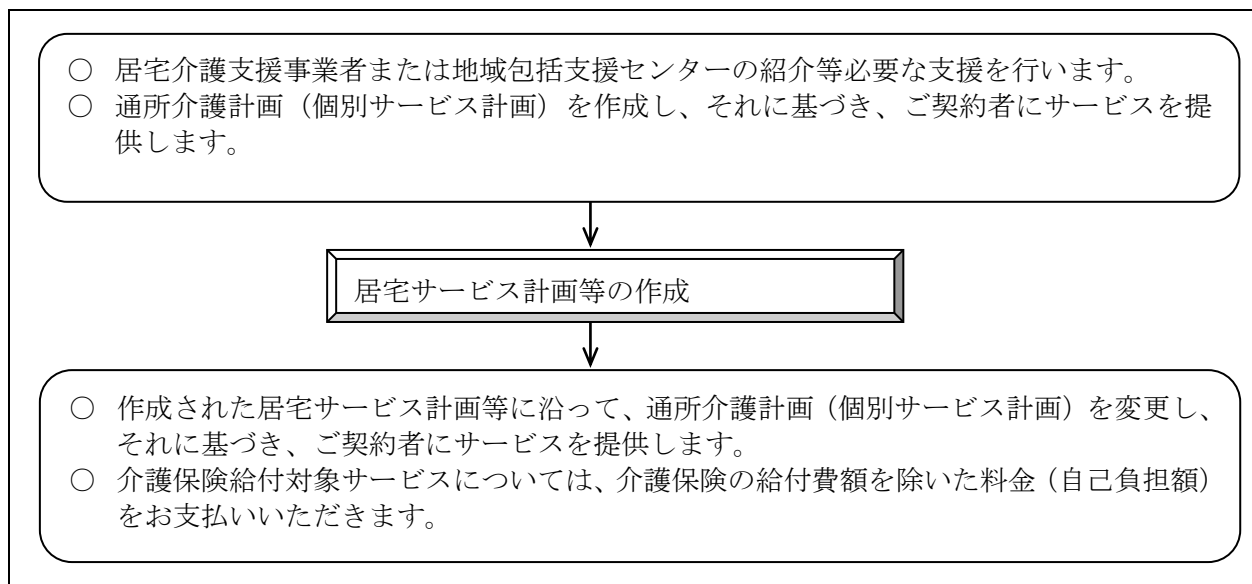 ○ 居宅介護支援事業者または地域包括支援センターの紹介等必要な支援を行います。
○ 通所介護計画（個別サービス計画）を作成し、それに基づき、ご契約者にサービスを提
供します。
居宅サービス計画等の作成
○ 作成された居宅サービス計画等に沿って、通所介護計画（個別サービス計画）を変更し、
それに基づき、ご契約者にサービスを提供します。
○ 介護保険給付対象サービスについては、介護保険の給付費額を除いた料金（自己負担額）
をお支払いいただきます。